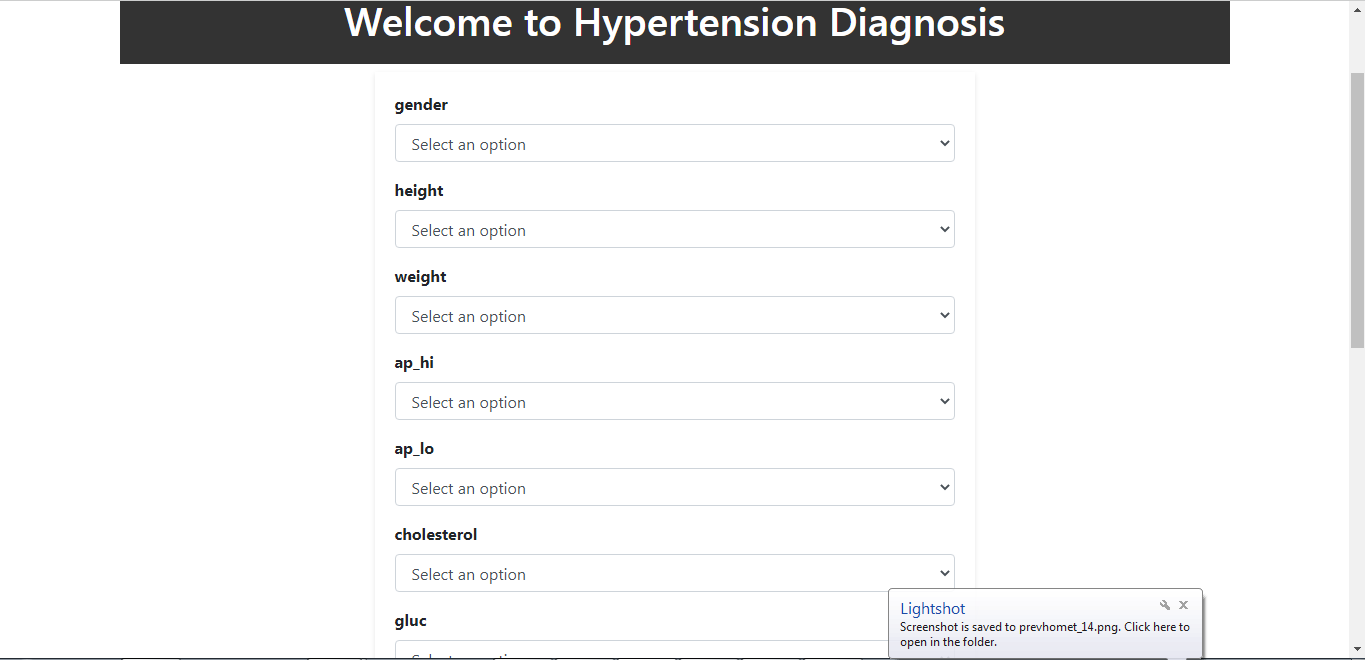 Welcome to Hypertension Diagnosis
gender
Select an option
height
Select an option
weight
Select an option
ap_hi
Select an option
ap_lo
Select an option
cholesterol
Select an option
gluc
Lightshot
Screenshot is saved to prevhomet_14.png. Click here to
open in the folder.